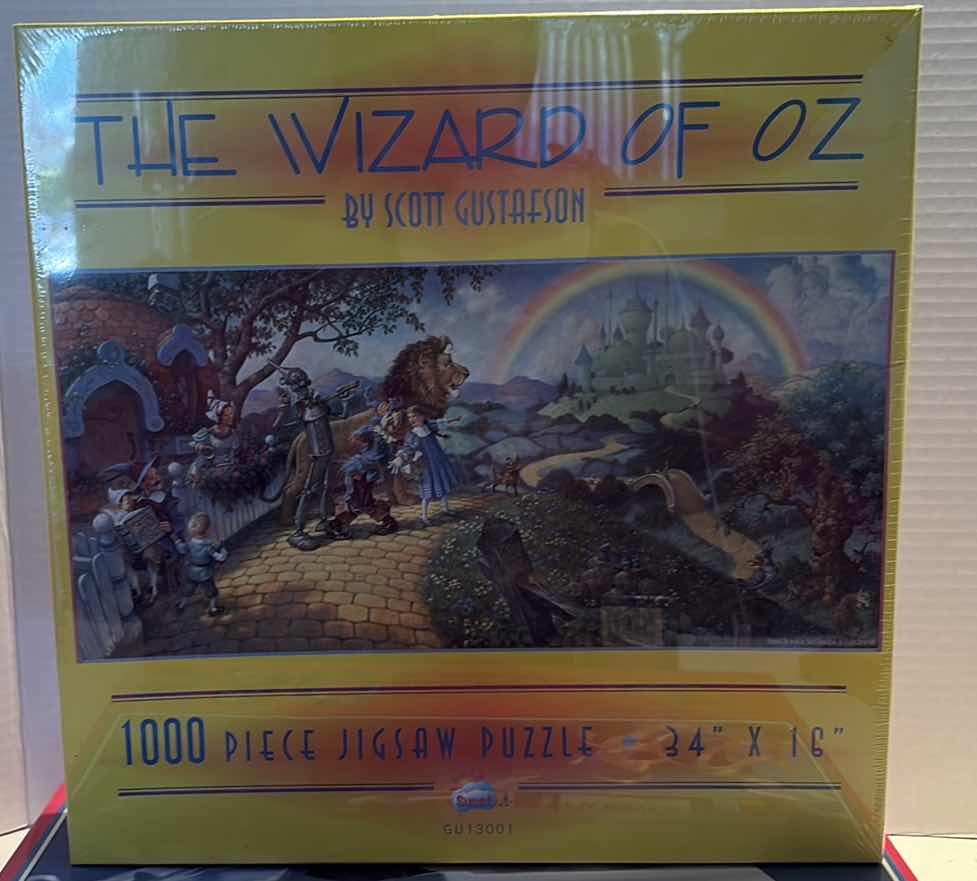 THE WIZARD OF OZ
BY SCOTT GUSTAFSON
1000 PIECE JIGSAW PUZZLE • 34" X 16"
GU13001